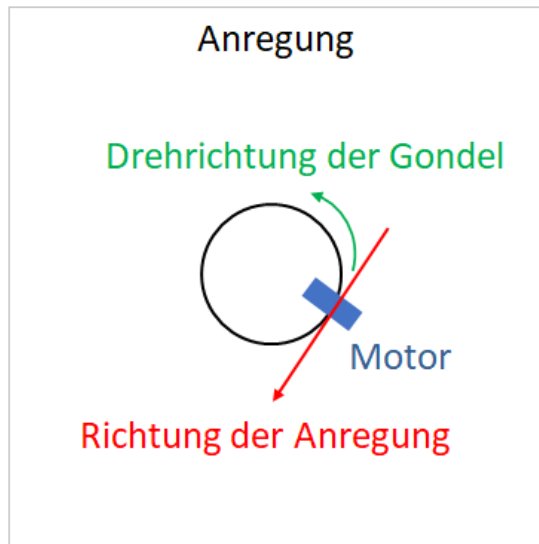 Anregung
Drehrichtung der Gondel
Motor
Richtung der Anregung